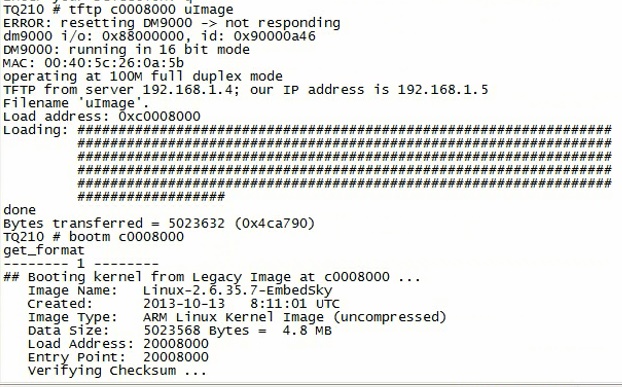 TQ210 # tftp c0008000 uImage
ERROR: resetting DM9000 -> not responding
dm9000 i/o: 0x88000000, id: 0x90000a46
DM9000: running in 16 bit mode
MAC: 00:40:5c:26:0a:5b
operating at 100M full duplex mode
TFTP from server 192.168.1.4; our IP address is 192.168.1.5
Filename 'uImage'.
Load address: 0xc0008000
Loading: #################################################################
#################################################################
#################################################################
#################################################################
#################################################################
##################
done
Bytes transferred = 5023632 (0x4ca790)
TQ210 # bootm c0008000
get_format
-------- 1 --------
## Booting kernel from Legacy Image at c0008000 ...
Image Name:   Linux-2.6.35.7-EmbedSky
Created:      2013-10-13   8:11:01 UTC
Image Type:   ARM Linux Kernel Image (uncompressed)
Data Size:    5023568 Bytes =  4.8 MB
Load Address: 20008000
Entry Point:  20008000
Verifying Checksum ...